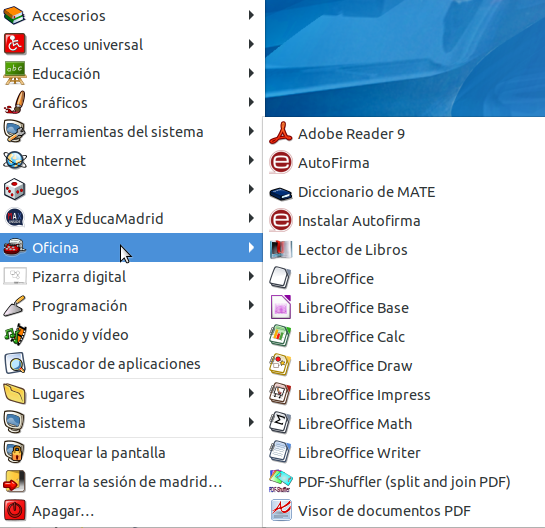 Accesorios
Acceso universal
Educación
Gráficos
Herramientas del sistema
Internet
Juegos
MaX y EducaMadrid
Oficina
Pizarra digital
Programación
Sonido y vídeo
Buscador de aplicaciones
Lugares
Sistema
Bloquear la pantalla
Cerrar la sesión de madrid...
Apagar...
Adobe Reader 9
AutoFirma
Diccionario de MATE
Instalar Autofirma
Lector de Libros
LibreOffice
LibreOffice Base
LibreOffice Calc
LibreOffice Draw
LibreOffice Impress
LibreOffice Math
LibreOffice Writer
PDF-Shuffler (split and join PDF)
Visor de documentos PDF